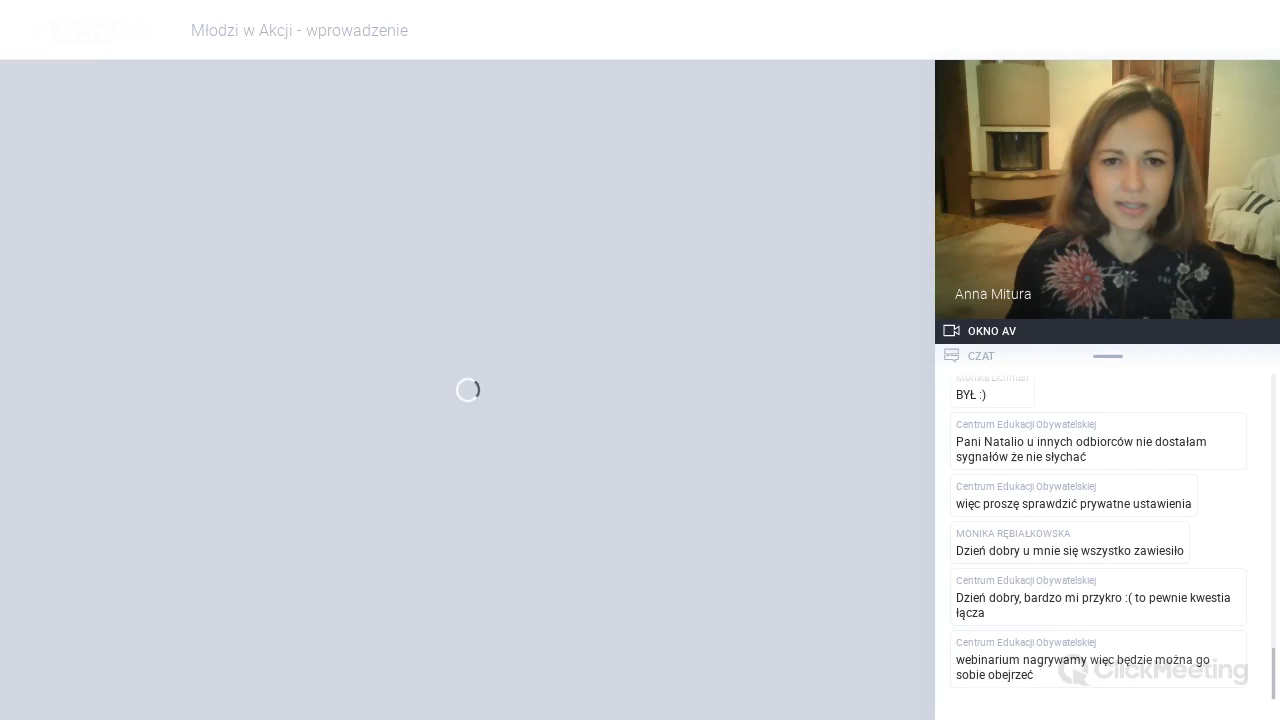 Młodzi w Akcji - wprowadzenie
Anna Mitura
OKNO AV
CZAT
Monika Lichman
BYŁ :)
Centrum Edukacji Obywatelskiej
Pani Natalio u innych odbiorców nie dostałam
sygnałów że nie słychać
Centrum Edukacji Obywatelskiej
więc proszę sprawdzić prywatne ustawienia
MONIKA RĘBIAŁKOWSKA
Dzień dobry u mnie się wszystko zawiesiło
Centrum Edukacji Obywatelskiej
Dzień dobry, bardzo mi przykro :( to pewnie kwestia
łącza
Centrum Edukacji Obywatelskiej
webinarium nagrywamy więc będzie można go
sobie obejrzeć
ClickMeeting